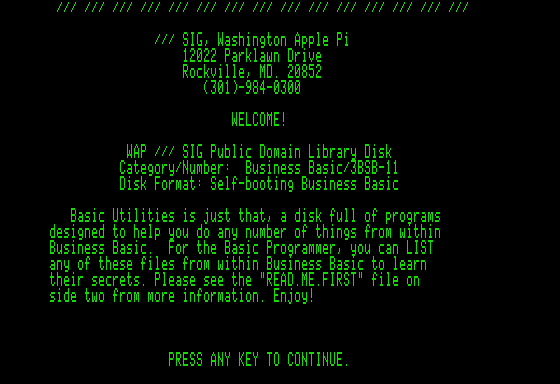 /// /// /// /// /// /// /// /// /// /// /// /// /// /// ///
/// SIG, Washington Apple Pi
12022 Parklawn Drive
Rockville, MD. 20852
(301)-984-0300
WELCOME!
WAP /// SIG Public Domain Library Disk
Category/Number: Business Basic/3BSB-11
Disk Format: Self-booting Business Basic
Basic Utilities is just that, a disk full of programs
designed to help you do any number of things from within
Business Basic. For the Basic Programmer, you can LIST
any of these files from within Business Basic to learn
their secrets. Please see the "READ.ME.FIRST" file on
side two from more information. Enjoy!
PRESS ANY KEY TO CONTINUE.